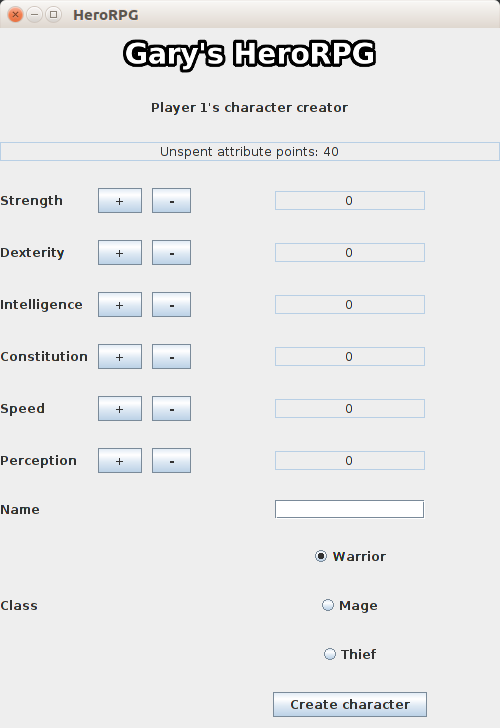 HeroRPG
Gary's HeroRPG
Player 1's character creator
Unspent attribute points: 40
Strength + - 0
Dexterity + - 0
Intelligence + - 0
Constitution + - 0
Speed + - 0
Perception + - 0
Name
Warrior
Class Mage
Thief
Create character